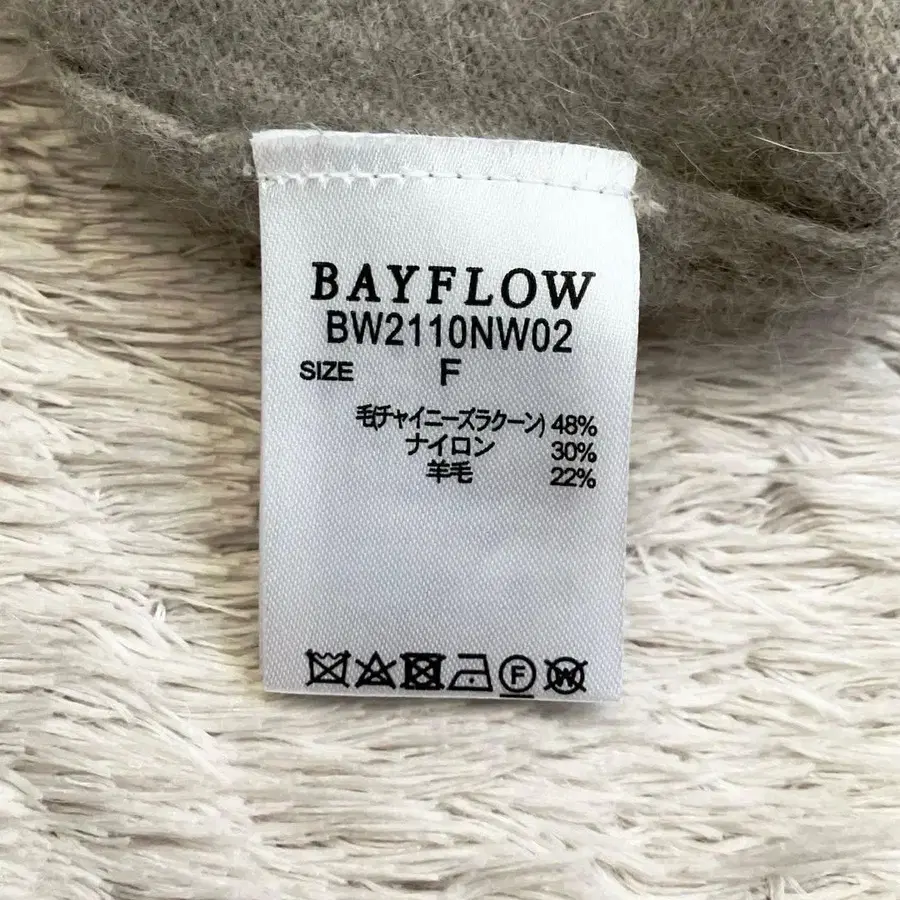 BAYFLOW
BW2110NW02
SIZE F
毛(チャイニーズラクーン) 48%
ナイロン 30%
羊毛 22%
F W